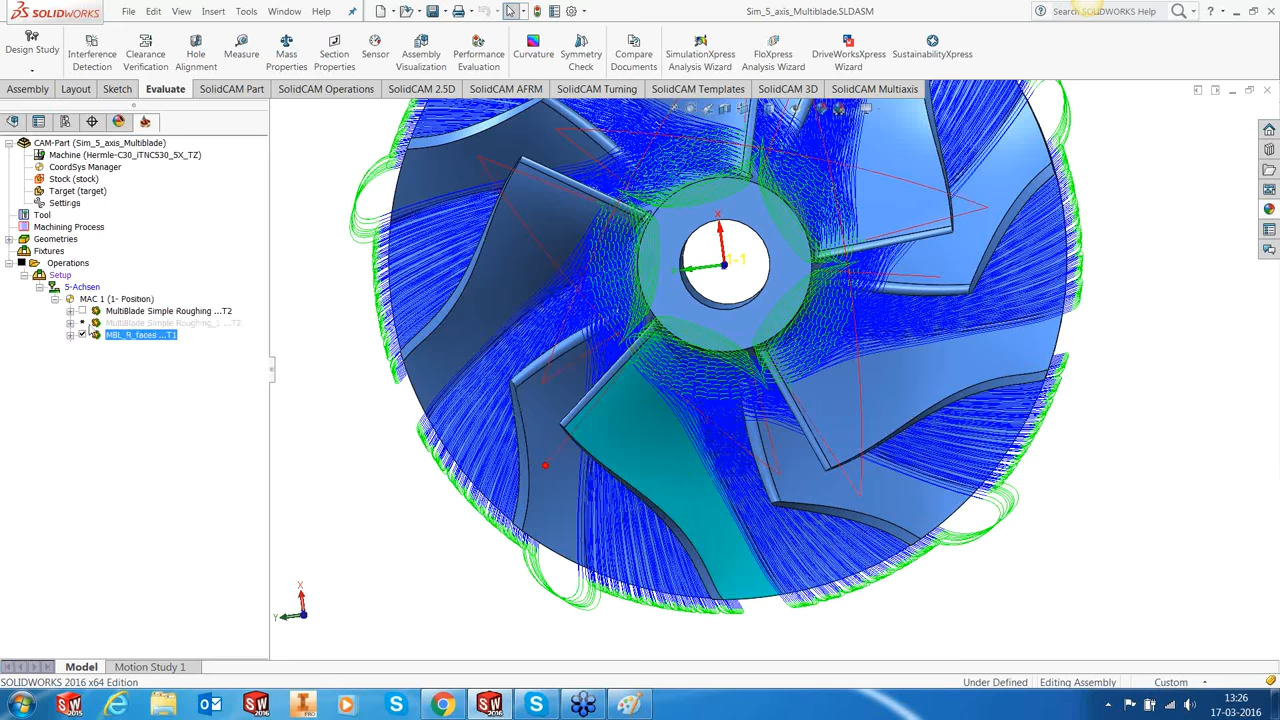 SOLIDWORKS
File Edit View Insert Tools Window Help
Sim_5_axis_Multiblade.SLDASM
Search SOLIDWORKS Help
Design Study
Interference Detection
Clearance Verification
Hole Alignment
Measure
Mass Properties
Section Properties
Sensor
Assembly Visualization
Performance Evaluation
Curvature
Symmetry Check
Compare Documents
SimulationXpress Analysis Wizard
FloXpress Analysis Wizard
DriveWorksXpress Wizard
SustainabilityXpress
Assembly Layout Sketch Evaluate SolidCAM Part SolidCAM Operations SolidCAM 2.5D SolidCAM AFRM SolidCAM Turning SolidCAM Templates SolidCAM 3D SolidCAM Multiaxis
CAM-Part (Sim_5_axis_Multiblade)
Machine (Hermle-C30_iTNC530_5X_TZ)
CoordSys Manager
Stock (stock)
Target (target)
Settings
Tool
Machining Process
Geometries
Fixtures
Operations
Setup
5-Achsen
MAC 1 (1- Position)
MultiBlade Simple Roughing ...T2
MultiBlade Simple Roughing_1 ...T2
MBL_R_faces ...T1
X
1-1
X
Y
Model Motion Study 1
SOLIDWORKS 2016 x64 Edition
Under Defined Editing Assembly Custom
13:26
17-03-2016